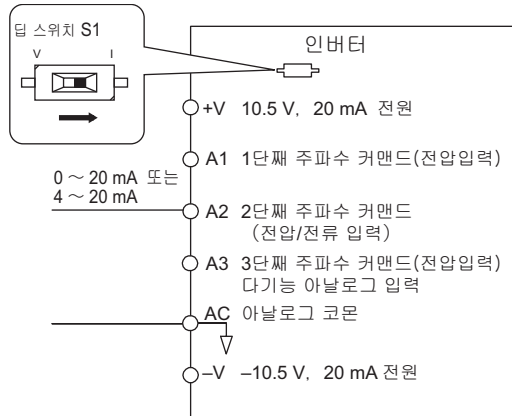 딥 스위치 S1
V I
인버터
+V 10.5 V, 20 mA 전원
A1 1단째 주파수 커맨드(전압입력)
0 ~ 20 mA 또는
4 ~ 20 mA
A2 2단째 주파수 커맨드
(전압/전류 입력)
A3 3단째 주파수 커맨드(전압입력)
다기능 아날로그 입력
AC 아날로그 코몬
–V –10.5 V, 20 mA 전원